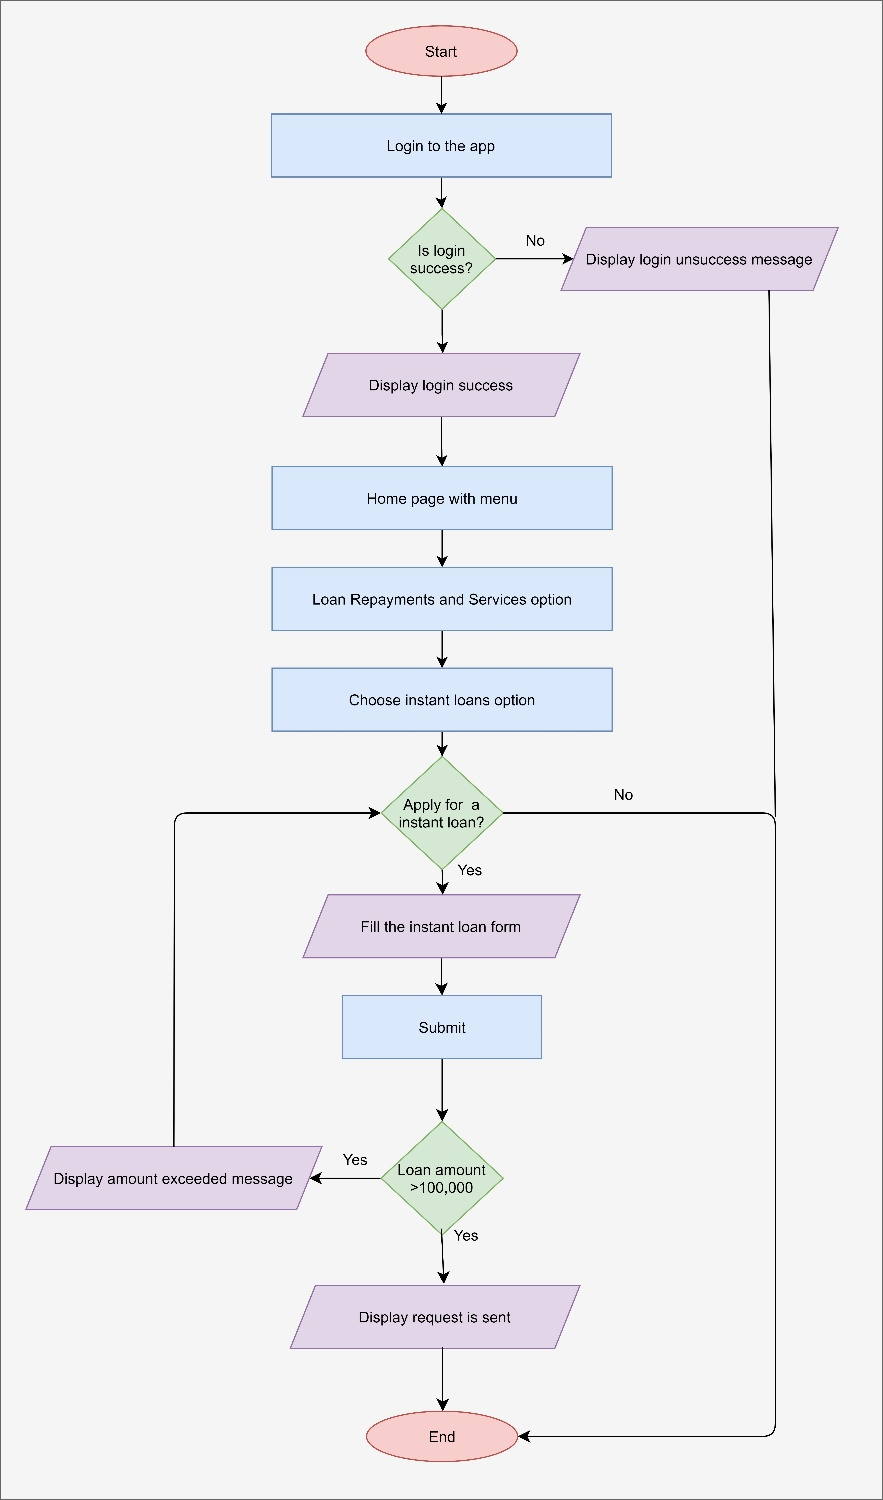 Start
Login to the app
Is login
success?
No
Display login unsuccess message
Display login success
Home page with menu
Loan Repayments and Services option
Choose instant loans option
Apply for  a
instant loan?
No
Yes
Fill the instant loan form
Submit
Loan amount
>100,000
Yes
Display amount exceeded message
Yes
Display request is sent
End